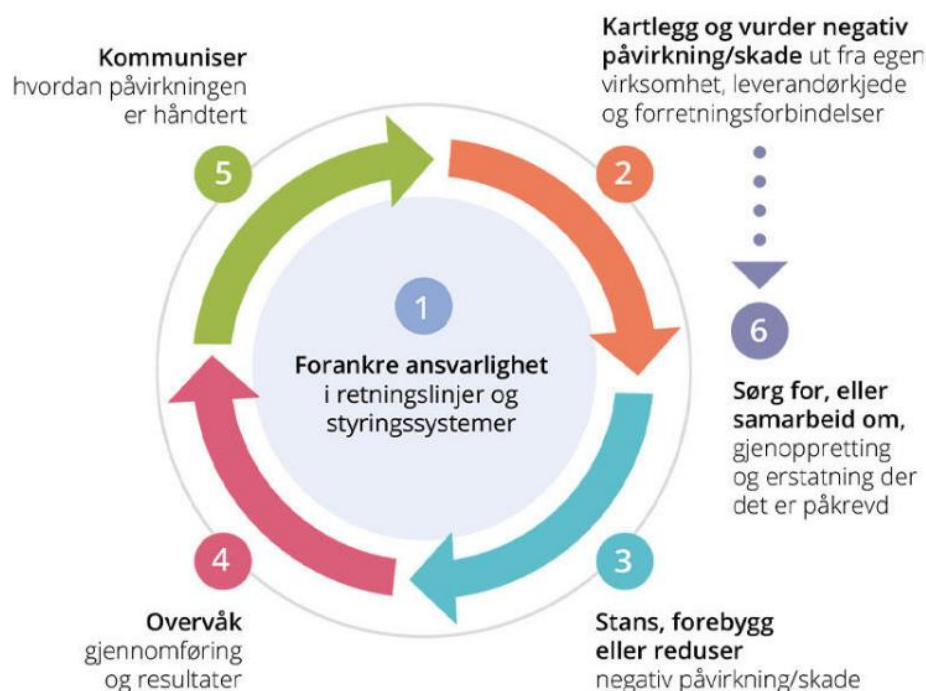 Kommuniser
hvordan påvirkningen
er håndtert
5
Kartlegg og vurder negativ
påvirkning/skade ut fra egen
virksomhet, leverandørkjede
og forretningsforbindelser
2
1
Forankre ansvarlighet
i retningslinjer og
styringssystemer
6
Sørg for, eller
samarbeid om,
gjenoppretting
og erstatning der
det er påkrevd
4
Overvåk
gjennomføring
og resultater
3
Stans, forebygg
eller reduser
negativ påvirkning/skade